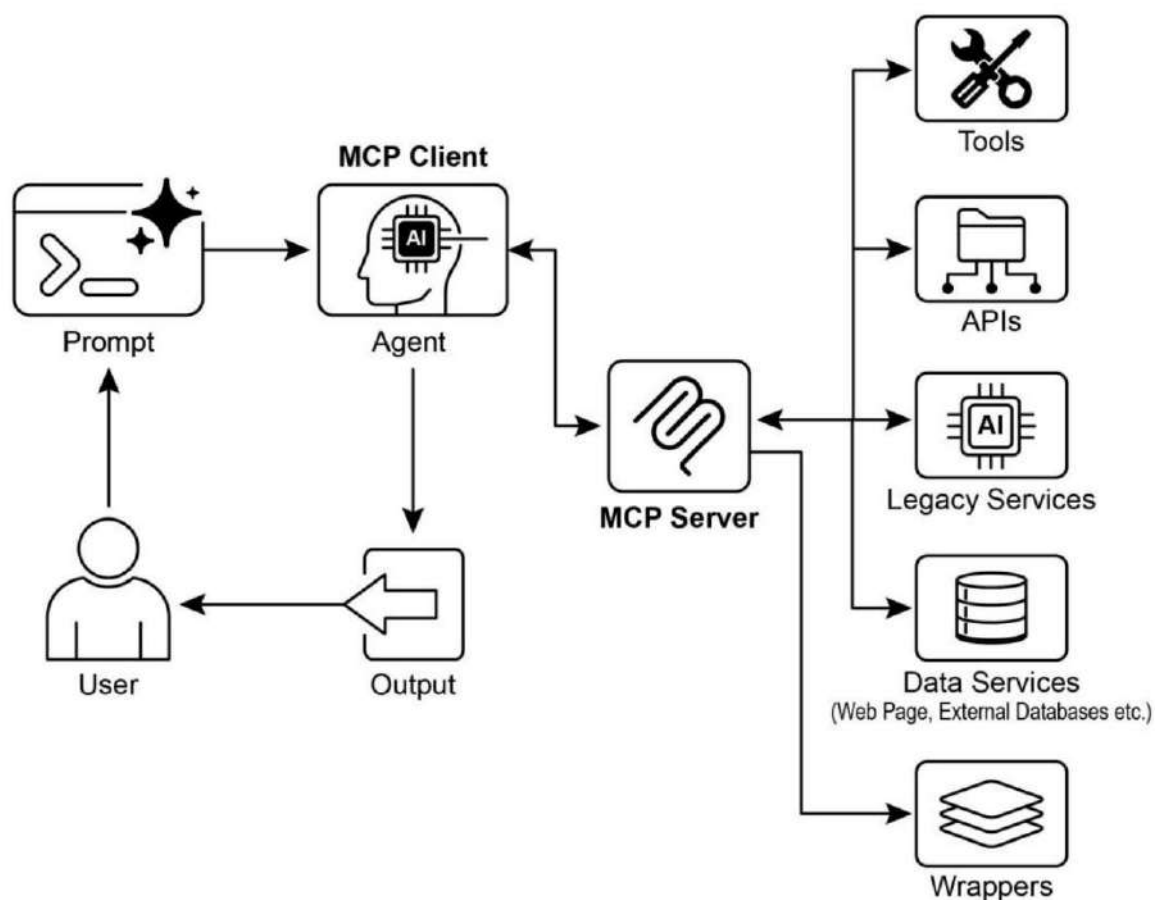 MCP Client
AI
Prompt
Agent
User
Output
MCP Server
Tools
APIs
AI
Legacy Services
Data Services
(Web Page, External Databases etc.)
Wrappers